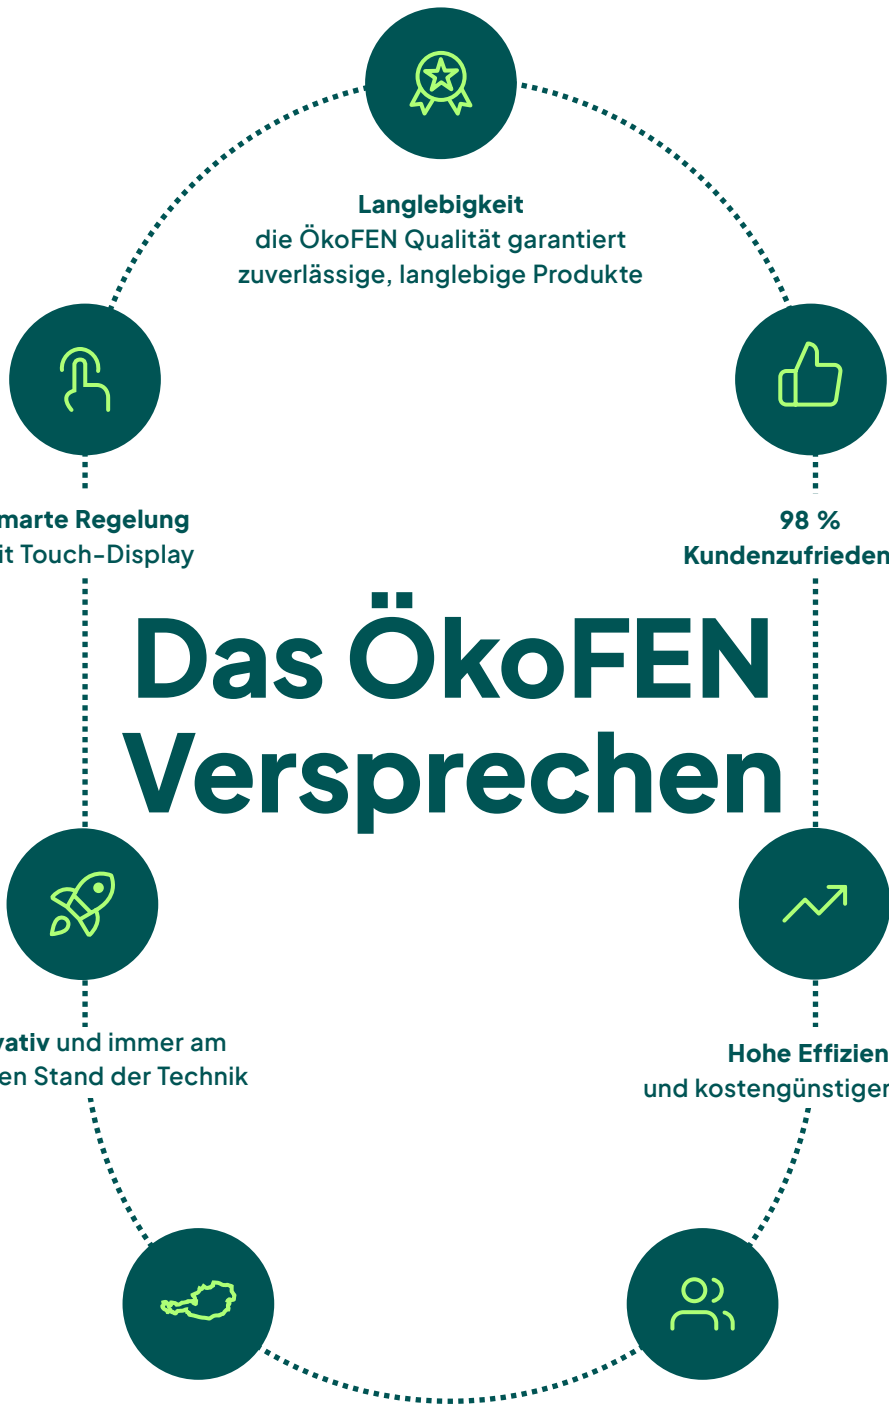 Langlebigkeit
die ÖkoFEN Qualität garantiert
zuverlässige, langlebige Produkte
marte Regelung
it Touch-Display
98 %
Kundenzufrieden
Das ÖkoFEN
Versprechen
vativ und immer am
en Stand der Technik
Hohe Effizien
und kostengünstiger